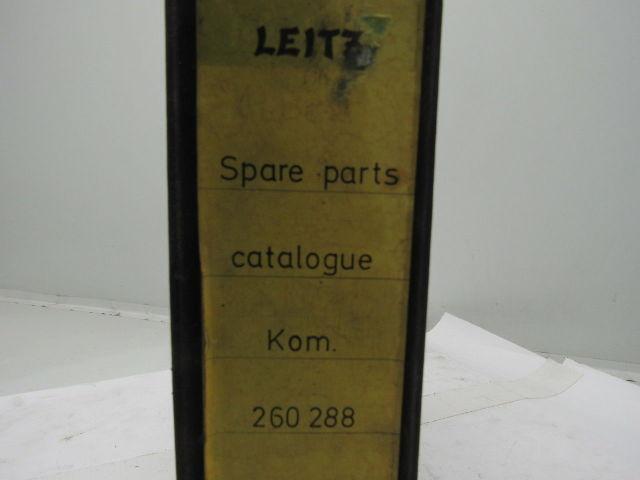 LEITZ
Spare parts
catalogue
Kom.
260 288